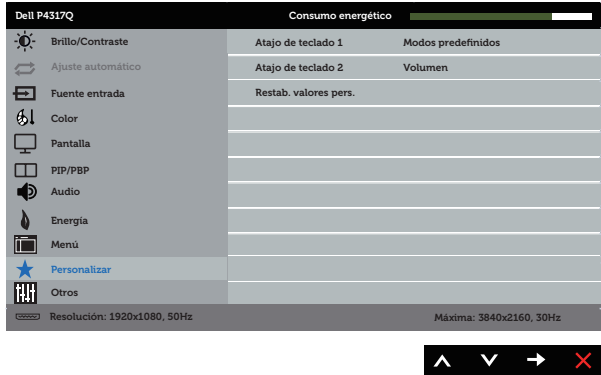 Dell P4317Q Consumo energético
Brillo/Contraste Atajo de teclado 1 Modos predefinidos
Ajuste automático Atajo de teclado 2 Volumen
Fuente entrada Restab. valores pers.
Color
Pantalla
PIP/PBP
Audio
Energía
Menú
Personalizar
Otros
Resolución: 1920x1080, 50Hz Máxima: 3840x2160, 30Hz